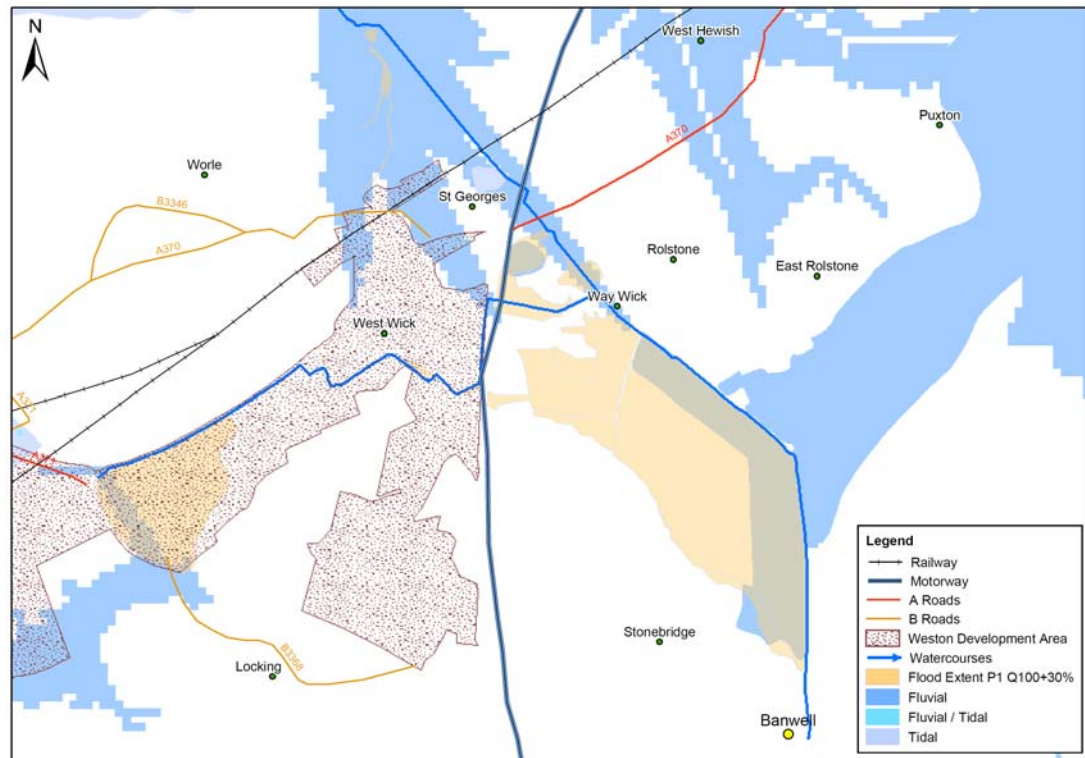 N
West Hewish
Puxton
A370
Worle
St Georges
B3346
A370
Rolstone
East Rolstone
Way Wick
West Wick
A371
Stonebridge
B3368
Locking
Banwell
Legend
Railway
Motorway
A Roads
B Roads
Weston Development Area
Watercourses
Flood Extent P1 Q100+30%
Fluvial
Fluvial / Tidal
Tidal